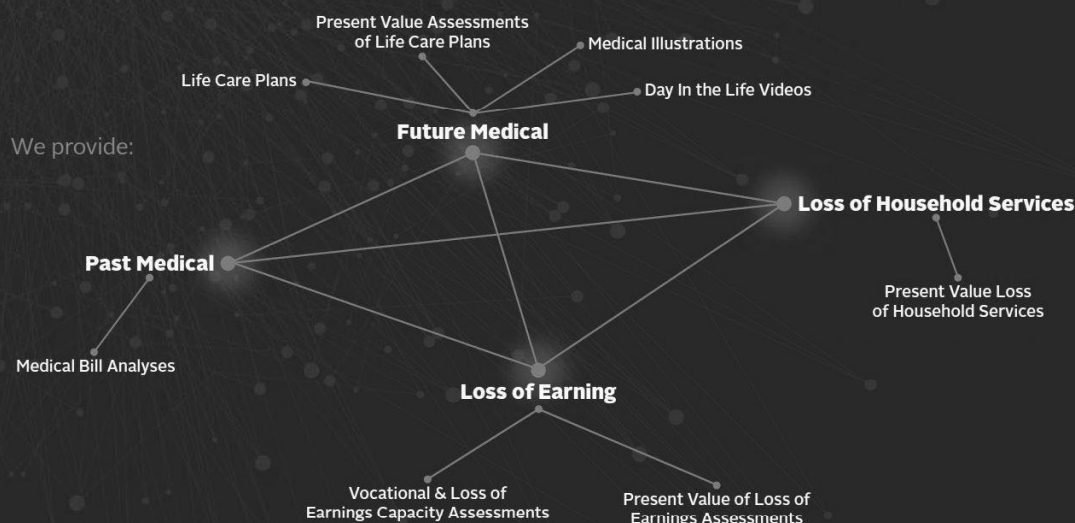 Present Value Assessments
of Life Care Plans
Medical Illustrations
Life Care Plans
Day In the Life Videos
Future Medical
We provide:
Loss of Household Services
Past Medical
Present Value Loss
of Household Services
Medical Bill Analyses
Loss of Earning
Vocational & Loss of
Earnings Capacity Assessments
Present Value of Loss of
Earnings Assessments